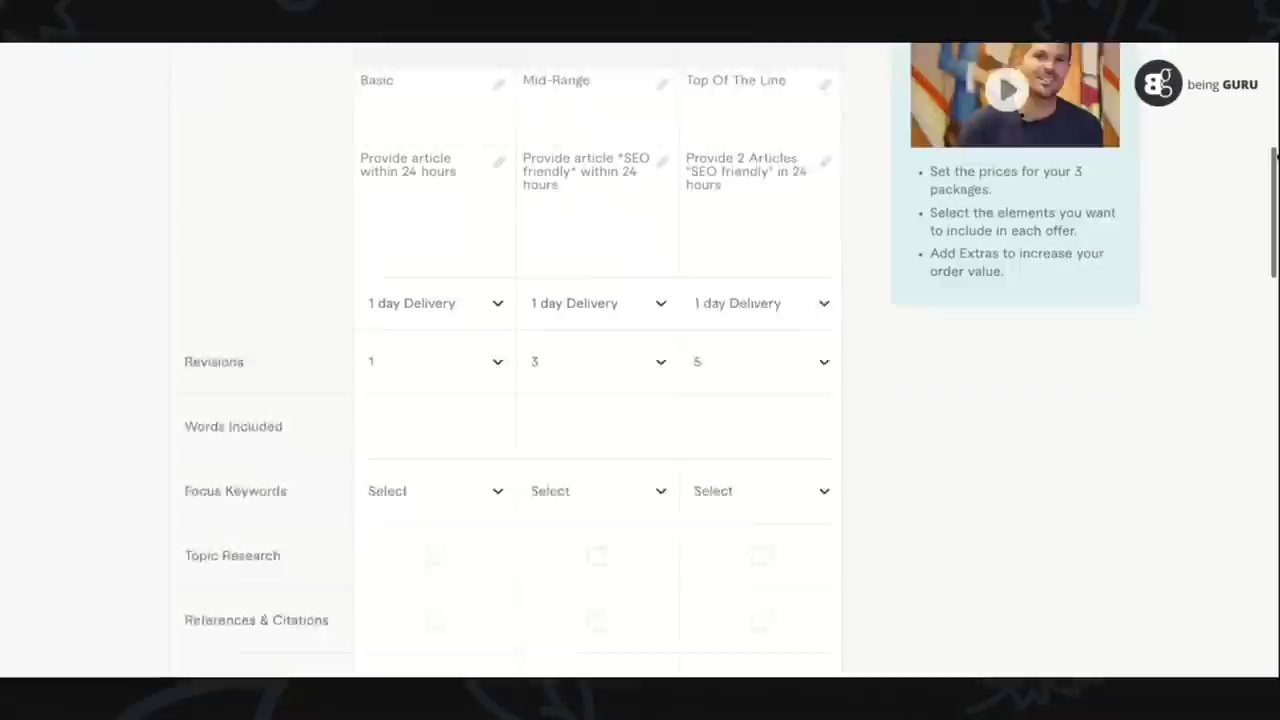 being GURU
Basic
Mid-Range
Top Of The Line
Provide article
within 24 hours
Provide article *SEO
friendly* within 24
hours
Provide 2 Articles
"SEO friendly" in 24
hours
Set the prices for your 3
packages.
Select the elements you want
to include in each offer.
Add Extras to increase your
order value.
1 day Delivery
1 day Delivery
1 day Delivery
Revisions
1
3
5
Words Included
Focus Keywords
Select
Select
Select
Topic Research
References & Citations